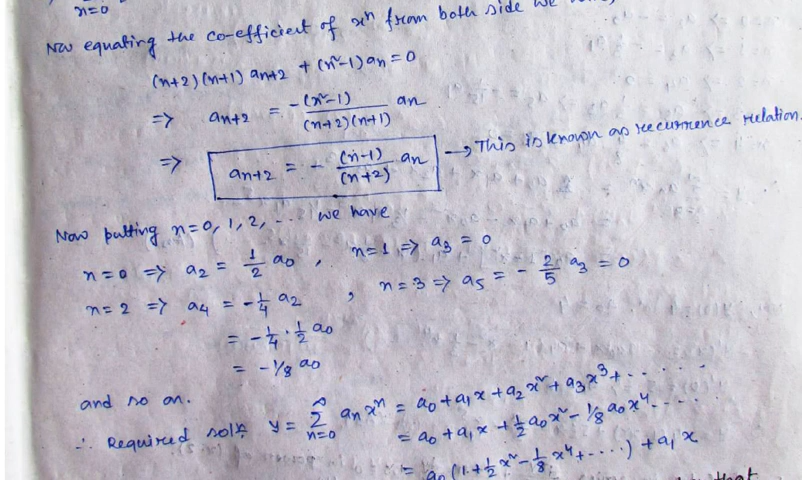 n=0
Now equating the co-efficient of xⁿ from both side we
(n+2)(n+1) aₙ₊₂ + (n²-1)aₙ = 0
=> aₙ₊₂ = -(n²-1) / (n+2)(n+1) aₙ
=> aₙ₊₂ = - (n-1)/(n+2) aₙ → This is known as recurrence relation.
Now putting n=0, 1, 2, ... we have
n=0 => a₂ = 1/2 a₀ , n=1 => a₃ = 0
n=2 => a₄ = -1/4 a₂ , n=3 => a₅ = - 2/5 a₃ = 0
= -1/4 · 1/2 a₀
= -1/8 a₀
and so on.
∴ Required solⁿ y = ∞ Σ n=0 aₙxⁿ = a₀ + a₁x + a₂x² + a₃x³ + ......
= a₀ + a₁x + 1/2 a₀x² - 1/8 a₀x⁴ ....
= a₀ (1 + 1/2 x² - 1/8 x⁴ + ....) + a₁ x
that